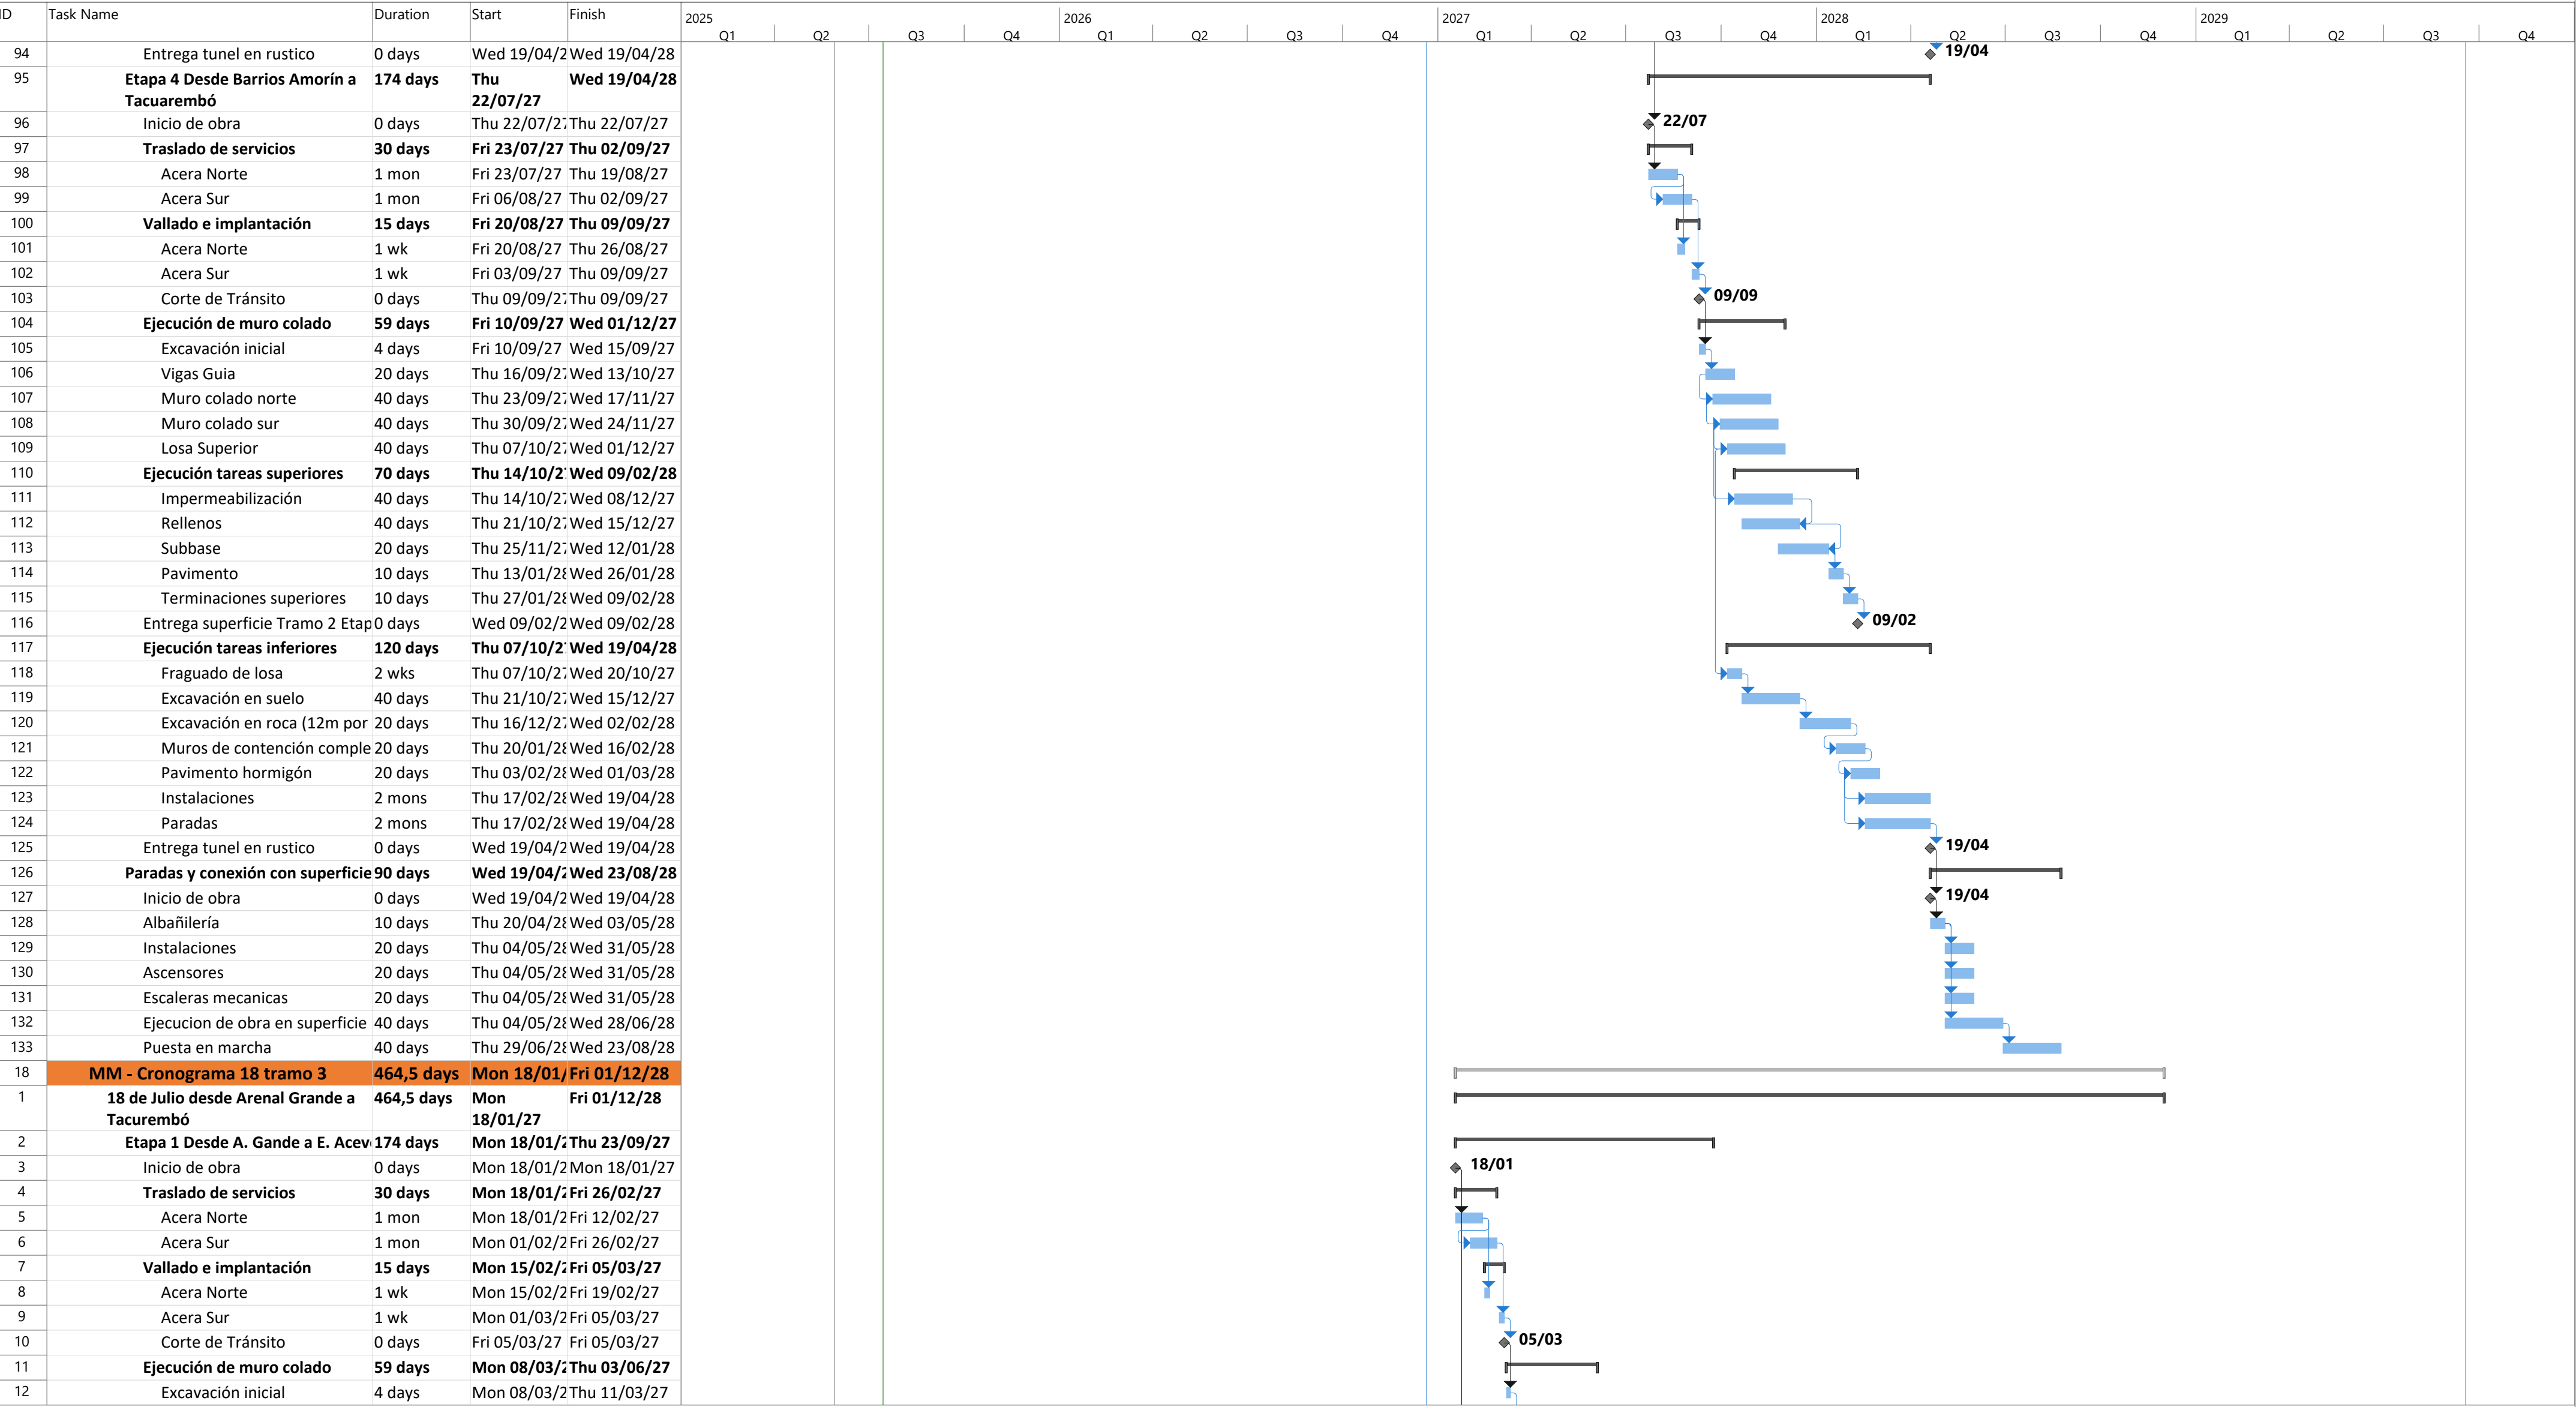 ID Task Name Duration Start Finish
2025 2026 2027 2028 2029
Q1 Q2 Q3 Q4 Q1 Q2 Q3 Q4 Q1 Q2 Q3 Q4 Q1 Q2 Q3 Q4 Q1 Q2 Q3 Q4
94 Entrega tunel en rustico 0 days Wed 19/04/2 Wed 19/04/28 19/04
95 Etapa 4 Desde Barrios Amorín a 174 days Thu Wed 19/04/28
Tacuarembó 22/07/27
96 Inicio de obra 0 days Thu 22/07/27 Thu 22/07/27 22/07
97 Traslado de servicios 30 days Fri 23/07/27 Thu 02/09/27
98 Acera Norte 1 mon Fri 23/07/27 Thu 19/08/27
99 Acera Sur 1 mon Fri 06/08/27 Thu 02/09/27
100 Vallado e implantación 15 days Fri 20/08/27 Thu 09/09/27
101 Acera Norte 1 wk Fri 20/08/27 Thu 26/08/27
102 Acera Sur 1 wk Fri 03/09/27 Thu 09/09/27
103 Corte de Tránsito 0 days Thu 09/09/27 Thu 09/09/27 09/09
104 Ejecución de muro colado 59 days Fri 10/09/27 Wed 01/12/27
105 Excavación inicial 4 days Fri 10/09/27 Wed 15/09/27
106 Vigas Guia 20 days Thu 16/09/27 Wed 13/10/27
107 Muro colado norte 40 days Thu 23/09/27 Wed 17/11/27
108 Muro colado sur 40 days Thu 30/09/27 Wed 24/11/27
109 Losa Superior 40 days Thu 07/10/27 Wed 01/12/27
110 Ejecución tareas superiores 70 days Thu 14/10/2 Wed 09/02/28
111 Impermeabilización 40 days Thu 14/10/27 Wed 08/12/27
112 Rellenos 40 days Thu 21/10/27 Wed 15/12/27
113 Subbase 20 days Thu 25/11/27 Wed 12/01/28
114 Pavimento 10 days Thu 13/01/28 Wed 26/01/28
115 Terminaciones superiores 10 days Thu 27/01/28 Wed 09/02/28
116 Entrega superficie Tramo 2 Etap 0 days Wed 09/02/2 Wed 09/02/28 09/02
117 Ejecución tareas inferiores 120 days Thu 07/10/2 Wed 19/04/28
118 Fraguado de losa 2 wks Thu 07/10/27 Wed 20/10/27
119 Excavación en suelo 40 days Thu 21/10/27 Wed 15/12/27
120 Excavación en roca (12m por 20 days Thu 16/12/27 Wed 02/02/28
121 Muros de contención comple 20 days Thu 20/01/28 Wed 16/02/28
122 Pavimento hormigón 20 days Thu 03/02/28 Wed 01/03/28
123 Instalaciones 2 mons Thu 17/02/28 Wed 19/04/28
124 Paradas 2 mons Thu 17/02/28 Wed 19/04/28
125 Entrega tunel en rustico 0 days Wed 19/04/2 Wed 19/04/28 19/04
126 Paradas y conexión con superficie 90 days Wed 19/04/2 Wed 23/08/28
127 Inicio de obra 0 days Wed 19/04/2 Wed 19/04/28 19/04
128 Albañilería 10 days Thu 20/04/28 Wed 03/05/28
129 Instalaciones 20 days Thu 04/05/28 Wed 31/05/28
130 Ascensores 20 days Thu 04/05/28 Wed 31/05/28
131 Escaleras mecanicas 20 days Thu 04/05/28 Wed 31/05/28
132 Ejecucion de obra en superficie 40 days Thu 04/05/28 Wed 28/06/28
133 Puesta en marcha 40 days Thu 29/06/28 Wed 23/08/28
18 MM - Cronograma 18 tramo 3 464,5 days Mon 18/01/ Fri 01/12/28
1 18 de Julio desde Arenal Grande a 464,5 days Mon Fri 01/12/28
Tacurembó 18/01/27
2 Etapa 1 Desde A. Gande a E. Acev 174 days Mon 18/01/2 Thu 23/09/27
3 Inicio de obra 0 days Mon 18/01/2 Mon 18/01/27 18/01
4 Traslado de servicios 30 days Mon 18/01/2 Fri 26/02/27
5 Acera Norte 1 mon Mon 18/01/2 Fri 12/02/27
6 Acera Sur 1 mon Mon 01/02/2 Fri 26/02/27
7 Vallado e implantación 15 days Mon 15/02/2 Fri 05/03/27
8 Acera Norte 1 wk Mon 15/02/2 Fri 19/02/27
9 Acera Sur 1 wk Mon 01/03/2 Fri 05/03/27
10 Corte de Tránsito 0 days Fri 05/03/27 Fri 05/03/27 05/03
11 Ejecución de muro colado 59 days Mon 08/03/2 Thu 03/06/27
12 Excavación inicial 4 days Mon 08/03/2 Thu 11/03/27